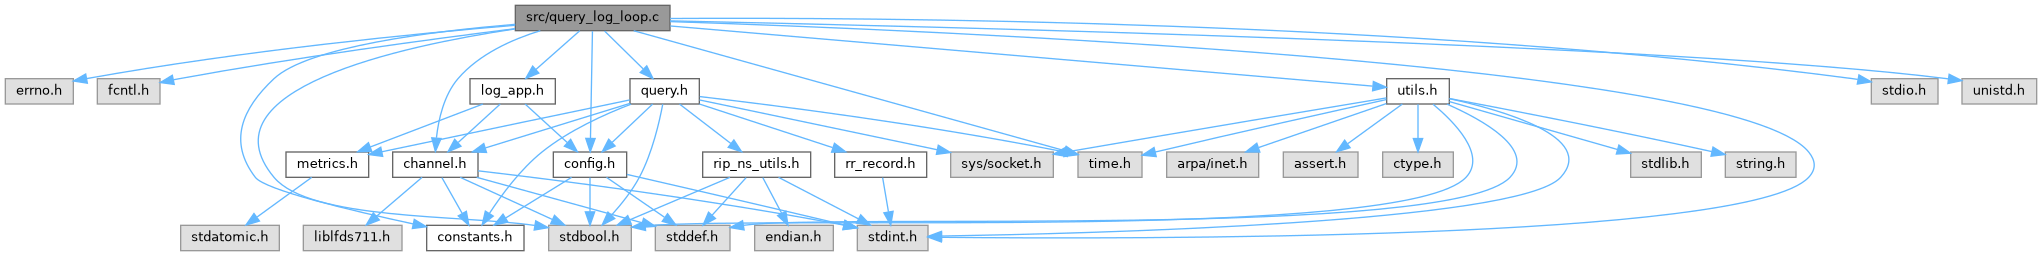 src/query_log_loop.c
errno.h
fcntl.h
log_app.h
query.h
utils.h
stdio.h
unistd.h
metrics.h
channel.h
config.h
rip_ns_utils.h
rr_record.h
sys/socket.h
time.h
arpa/inet.h
assert.h
ctype.h
stdlib.h
string.h
stdatomic.h
liblfds711.h
constants.h
stdbool.h
stddef.h
endian.h
stdint.h